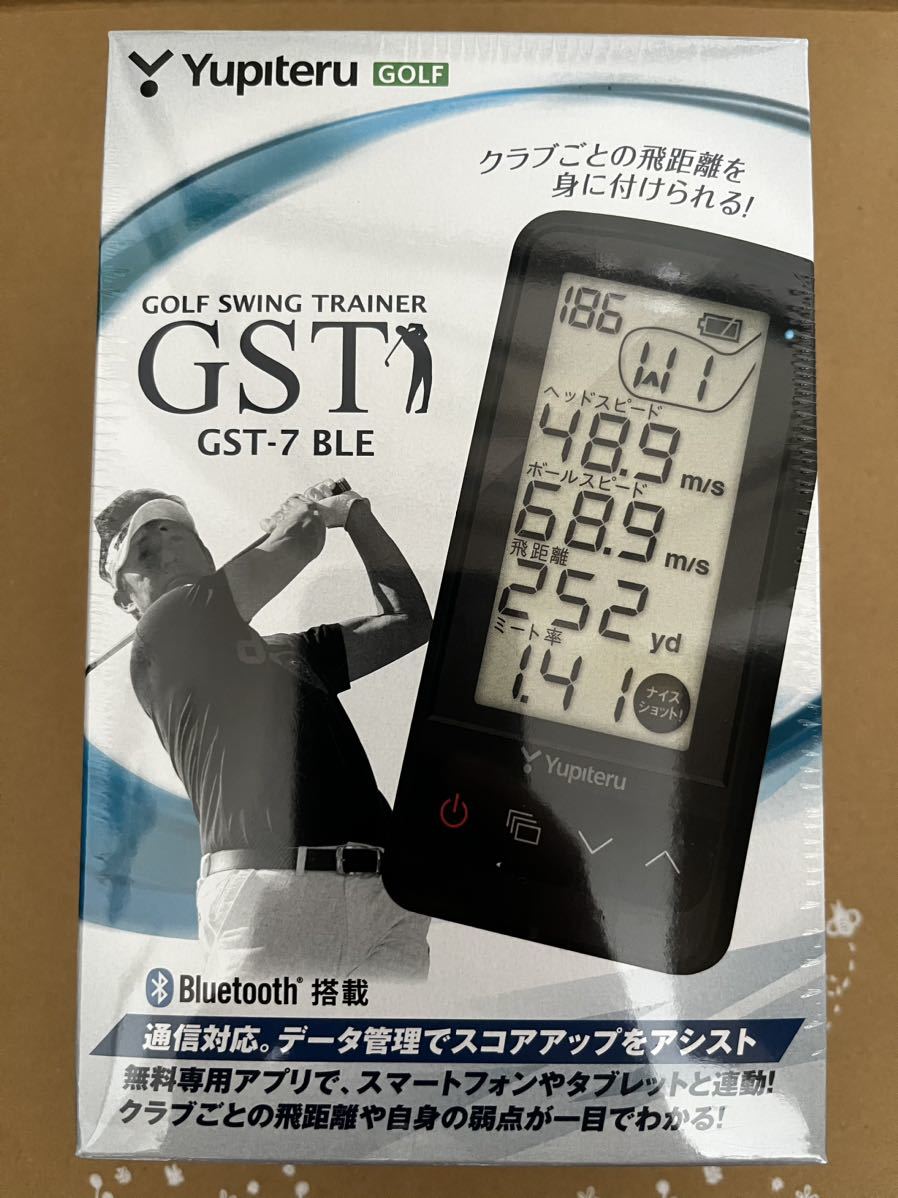 Yupiteru GOLF
クラブごとの飛距離を
身に付けられる!
GOLF SWING TRAINER
GST
GST-7 BLE
186
W1
ヘッドスピード
48.9 m/s
ボールスピード
68.9 m/s
飛距離
252 yd
ミート率
1.41
ナイス
ショット!
Yupiteru
Bluetooth® 搭載
通信対応。データ管理でスコアアップをアシスト
無料専用アプリで、スマートフォンやタブレットと連動!
クラブごとの飛距離や自身の弱点が一目でわかる!